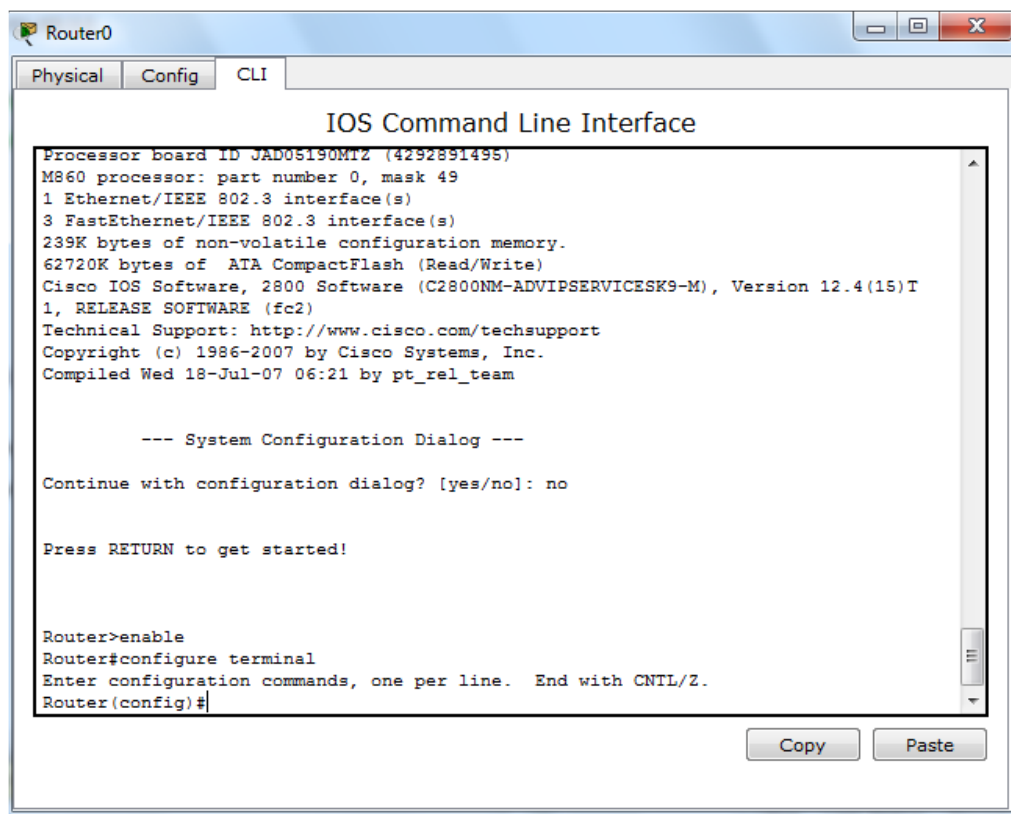 Router0
Physical Config CLI
IOS Command Line Interface
Processor board ID JAD05190MTZ (4292891495)
M860 processor: part number 0, mask 49
1 Ethernet/IEEE 802.3 interface(s)
3 FastEthernet/IEEE 802.3 interface(s)
239K bytes of non-volatile configuration memory.
62720K bytes of  ATA CompactFlash (Read/Write)
Cisco IOS Software, 2800 Software (C2800NM-ADVIPSERVICESK9-M), Version 12.4(15)T
1, RELEASE SOFTWARE (fc2)
Technical Support: http://www.cisco.com/techsupport
Copyright (c) 1986-2007 by Cisco Systems, Inc.
Compiled Wed 18-Jul-07 06:21 by pt_rel_team
--- System Configuration Dialog ---
Continue with configuration dialog? [yes/no]: no
Press RETURN to get started!
Router>enable
Router#configure terminal
Enter configuration commands, one per line.  End with CNTL/Z.
Router(config)#
Copy Paste